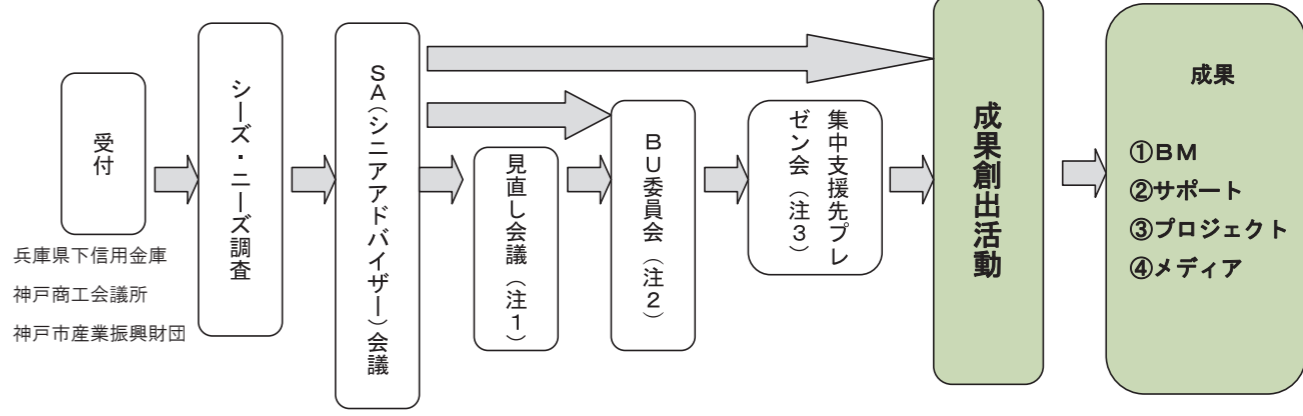 受付
兵庫県下信用金庫
神戸商工会議所
神戸市産業振興財団
シーズ・ニーズ調査
ＳＡ(シニアアドバイザー)会議
見直し会議（注１）
ＢＵ委員会（注２）
集中支援先プレ
ゼン会（注３）
成果創出活動
成果
①ＢＭ
②サポート
③プロジェクト
④メディア